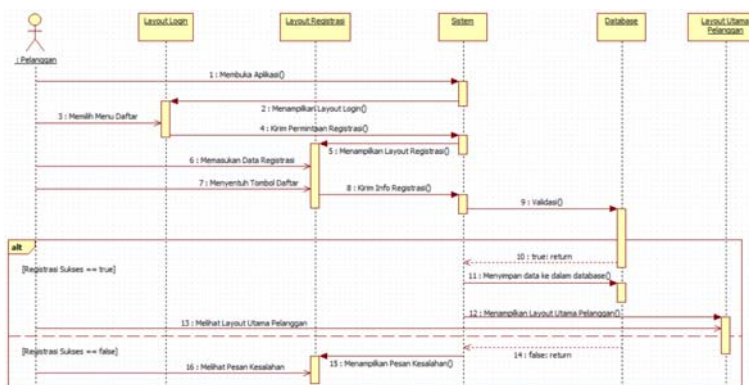 Layout Login
Layout Registrasi
Sistem
Database
Layout Utama
Pelanggan
: Pelanggan
1 : Membuka Aplikasi()
2 : Menampilkan Layout Login()
3 : Memilih Menu Daftar
4 : Kirim Permintaan Registrasi()
5 : Menampilkan Layout Registrasi()
6 : Memasukan Data Registrasi
7 : Menyentuh Tombol Daftar
8 : Kirim Info Registrasi()
9 : Validasi()
alt
10 : true: return
[Registrasi Sukses == true]
11 : Menyimpan data ke dalam database()
12 : Menampilkan Layout Utama Pelanggan()
13 : Melihat Layout Utama Pelanggan
[Registrasi Sukses == false]
14 : false: return
15 : Menampilkan Pesan Kesalahan()
16 : Melihat Pesan Kesalahan